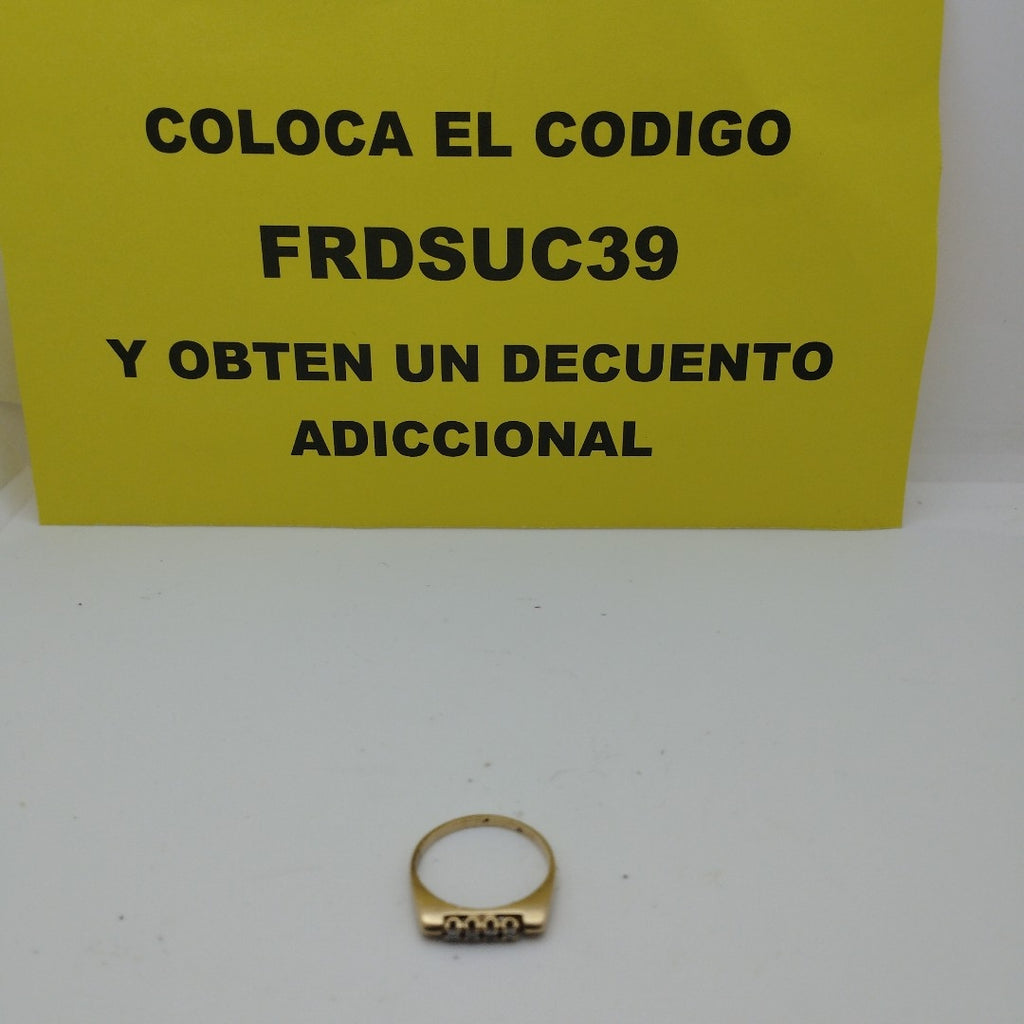 COLOCA EL CODIGO
FRDSUC39
Y OBTEN UN DECUENTO
ADICCIONAL